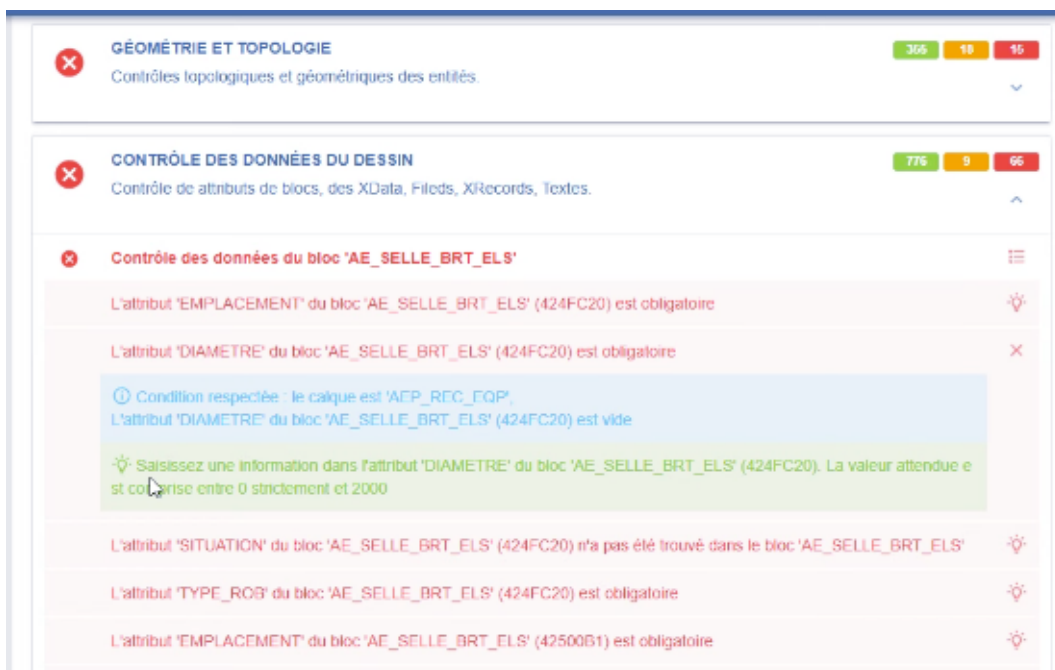 GÉOMÉTRIE ET TOPOLOGIE
355 18 15
Contrôles topologiques et géométriques des entités.
CONTRÔLE DES DONNÉES DU DESSIN
776 9 66
Contrôle de attributs de blocs, des XData, Fileds, XRecords, Textes.
Contrôle des données du bloc 'AE_SELLE_BRT_ELS'
L'attribut 'EMPLACEMENT' du bloc 'AE_SELLE_BRT_ELS' (424FC20) est obligatoire
L'attribut 'DIAMETRE' du bloc 'AE_SELLE_BRT_ELS' (424FC20) est obligatoire
Condition respectée : le calque est 'AEP_REC_EQP',
L'attribut 'DIAMETRE' du bloc 'AE_SELLE_BRT_ELS' (424FC20) est vide
Saisissez une information dans l'attribut 'DIAMETRE' du bloc 'AE_SELLE_BRT_ELS' (424FC20). La valeur attendue e
st comprise entre 0 strictement et 2000
L'attribut 'SITUATION' du bloc 'AE_SELLE_BRT_ELS' (424FC20) n'a pas été trouvé dans le bloc 'AE_SELLE_BRT_ELS'
L'attribut 'TYPE_ROB' du bloc 'AE_SELLE_BRT_ELS' (424FC20) est obligatoire
L'attribut 'EMPLACEMENT' du bloc 'AE_SELLE_BRT_ELS' (42500B1) est obligatoire